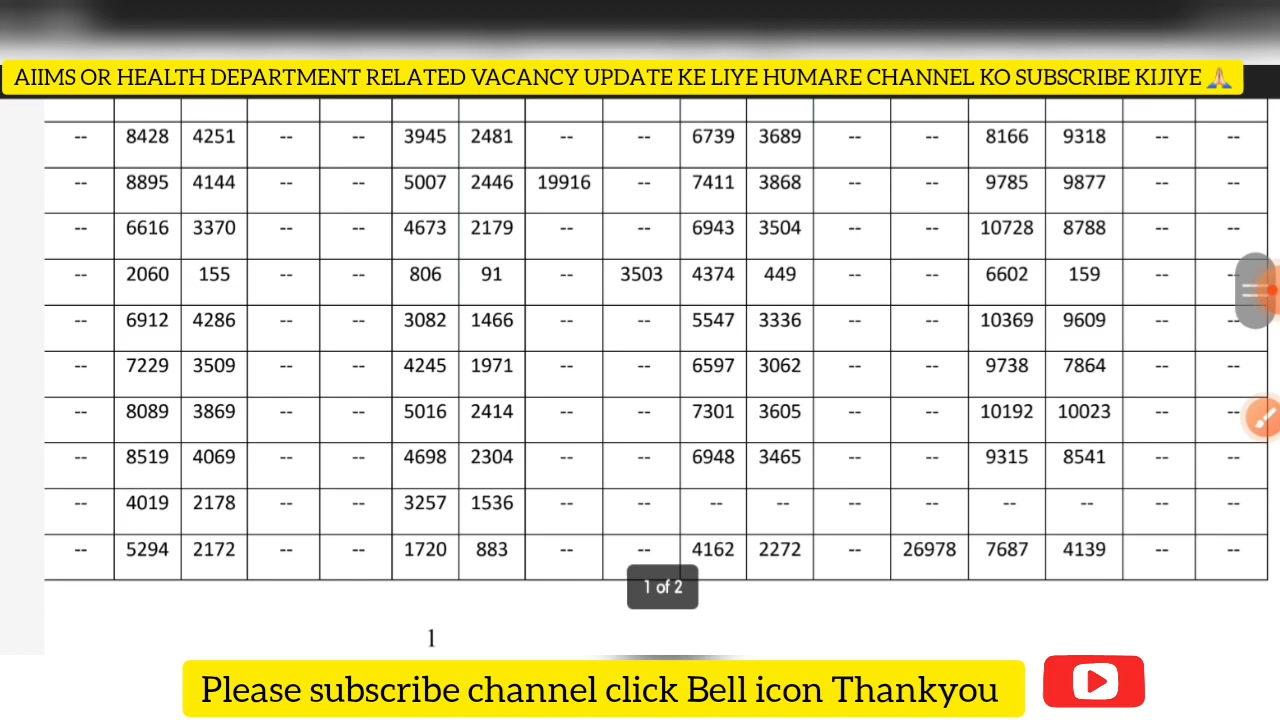 AIIMS OR HEALTH DEPARTMENT RELATED VACANCY UPDATE KE LIYE HUMARE CHANNEL KO SUBSCRIBE KIJIYE 🙏
-- 8428 4251 -- -- 3945 2481 -- -- 6739 3689 -- -- 8166 9318 -- --
-- 8895 4144 -- -- 5007 2446 19916 -- 7411 3868 -- -- 9785 9877 -- --
-- 6616 3370 -- -- 4673 2179 -- -- 6943 3504 -- -- 10728 8788 -- --
-- 2060 155 -- -- 806 91 -- 3503 4374 449 -- -- 6602 159 -- --
-- 6912 4286 -- -- 3082 1466 -- -- 5547 3336 -- -- 10369 9609 -- --
-- 7229 3509 -- -- 4245 1971 -- -- 6597 3062 -- -- 9738 7864 -- --
-- 8089 3869 -- -- 5016 2414 -- -- 7301 3605 -- -- 10192 10023 -- --
-- 8519 4069 -- -- 4698 2304 -- -- 6948 3465 -- -- 9315 8541 -- --
-- 4019 2178 -- -- 3257 1536 -- -- -- -- -- -- -- -- -- --
-- 5294 2172 -- -- 1720 883 -- -- 4162 2272 -- 26978 7687 4139 -- --
1 of 2
1
Please subscribe channel click Bell icon Thankyou